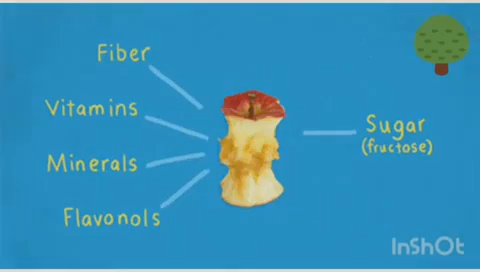 Fiber
Vitamins
Minerals
Flavonols
Sugar
(fructose)
InShOt